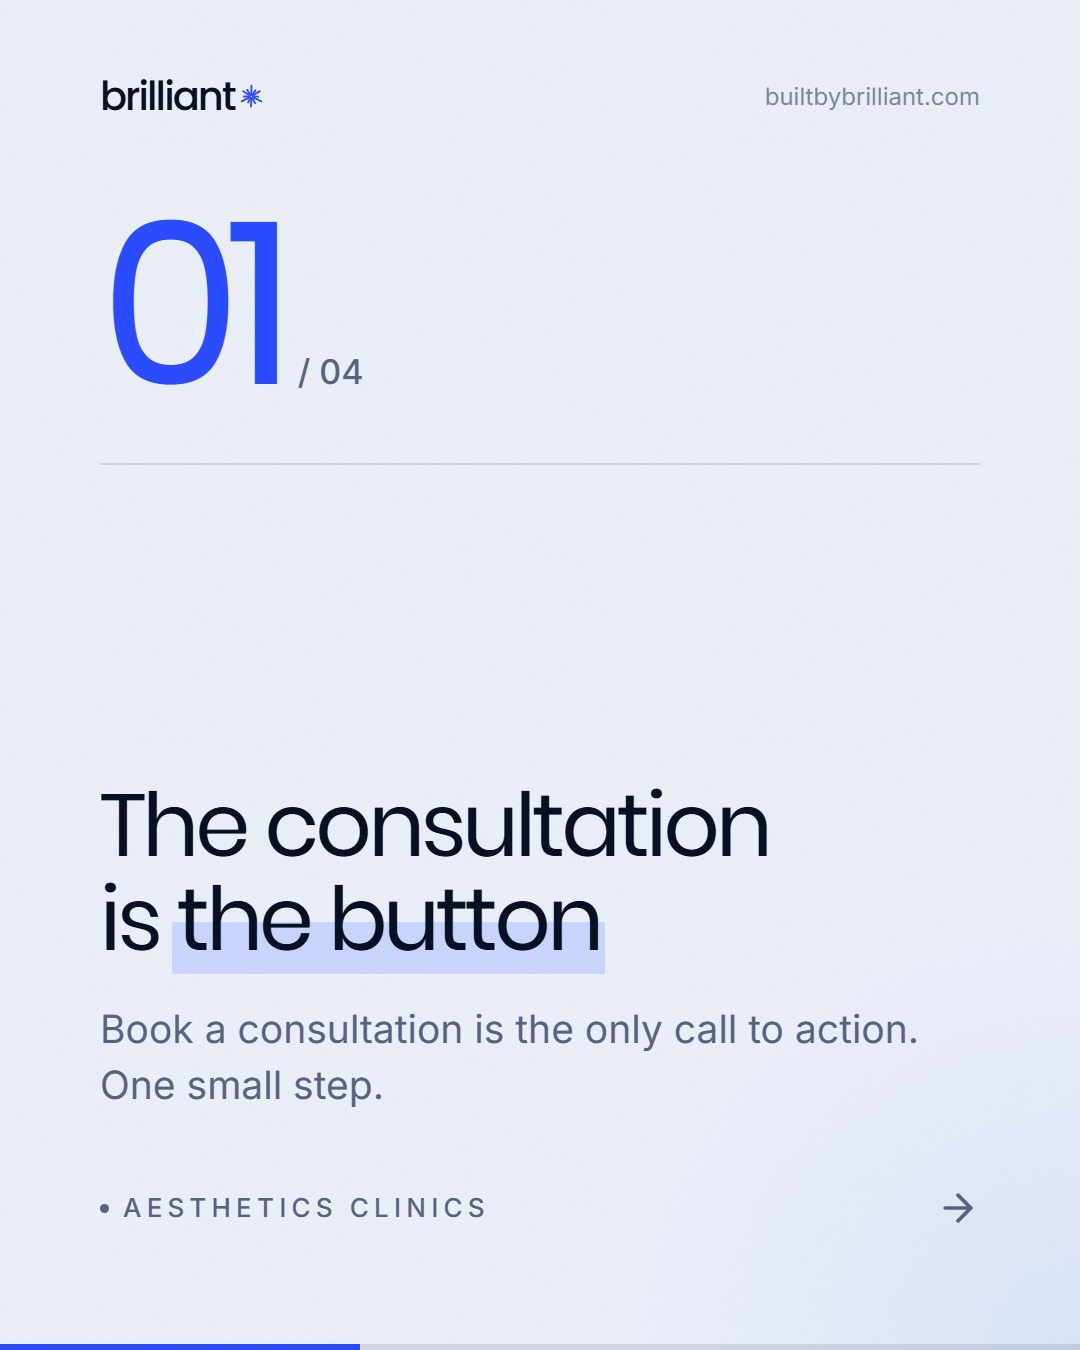 brilliant
builtbybrilliant.com
01 / 04
The consultation
is the button
Book a consultation is the only call to action.
One small step.
• AESTHETICS CLINICS